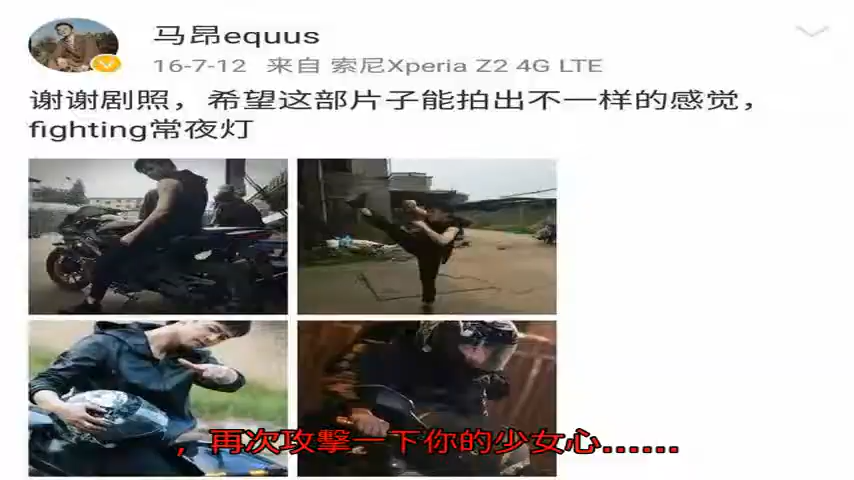 马昂equus
16-7-12 来自 索尼Xperia Z2 4G LTE
谢谢剧照，希望这部片子能拍出不一样的感觉，
fighting常夜灯
，再次攻擊一下你的少女心......